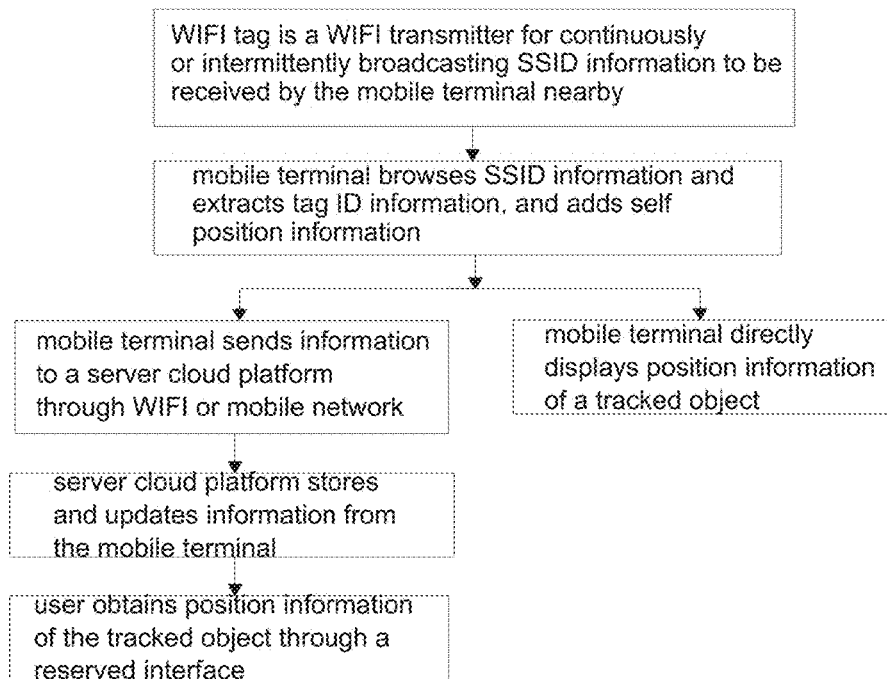 WIFI tag is a WIFI transmitter for continuously
or intermittently broadcasting SSID information to be
received by the mobile terminal nearby
mobile terminal browses SSID information and
extracts tag ID information, and adds self
position information
mobile terminal sends information
to a server cloud platform
through WIFI or mobile network
mobile terminal directly
displays position information
of a tracked object
server cloud platform stores
and updates information from
the mobile terminal
user obtains position information
of the tracked object through a
reserved interface